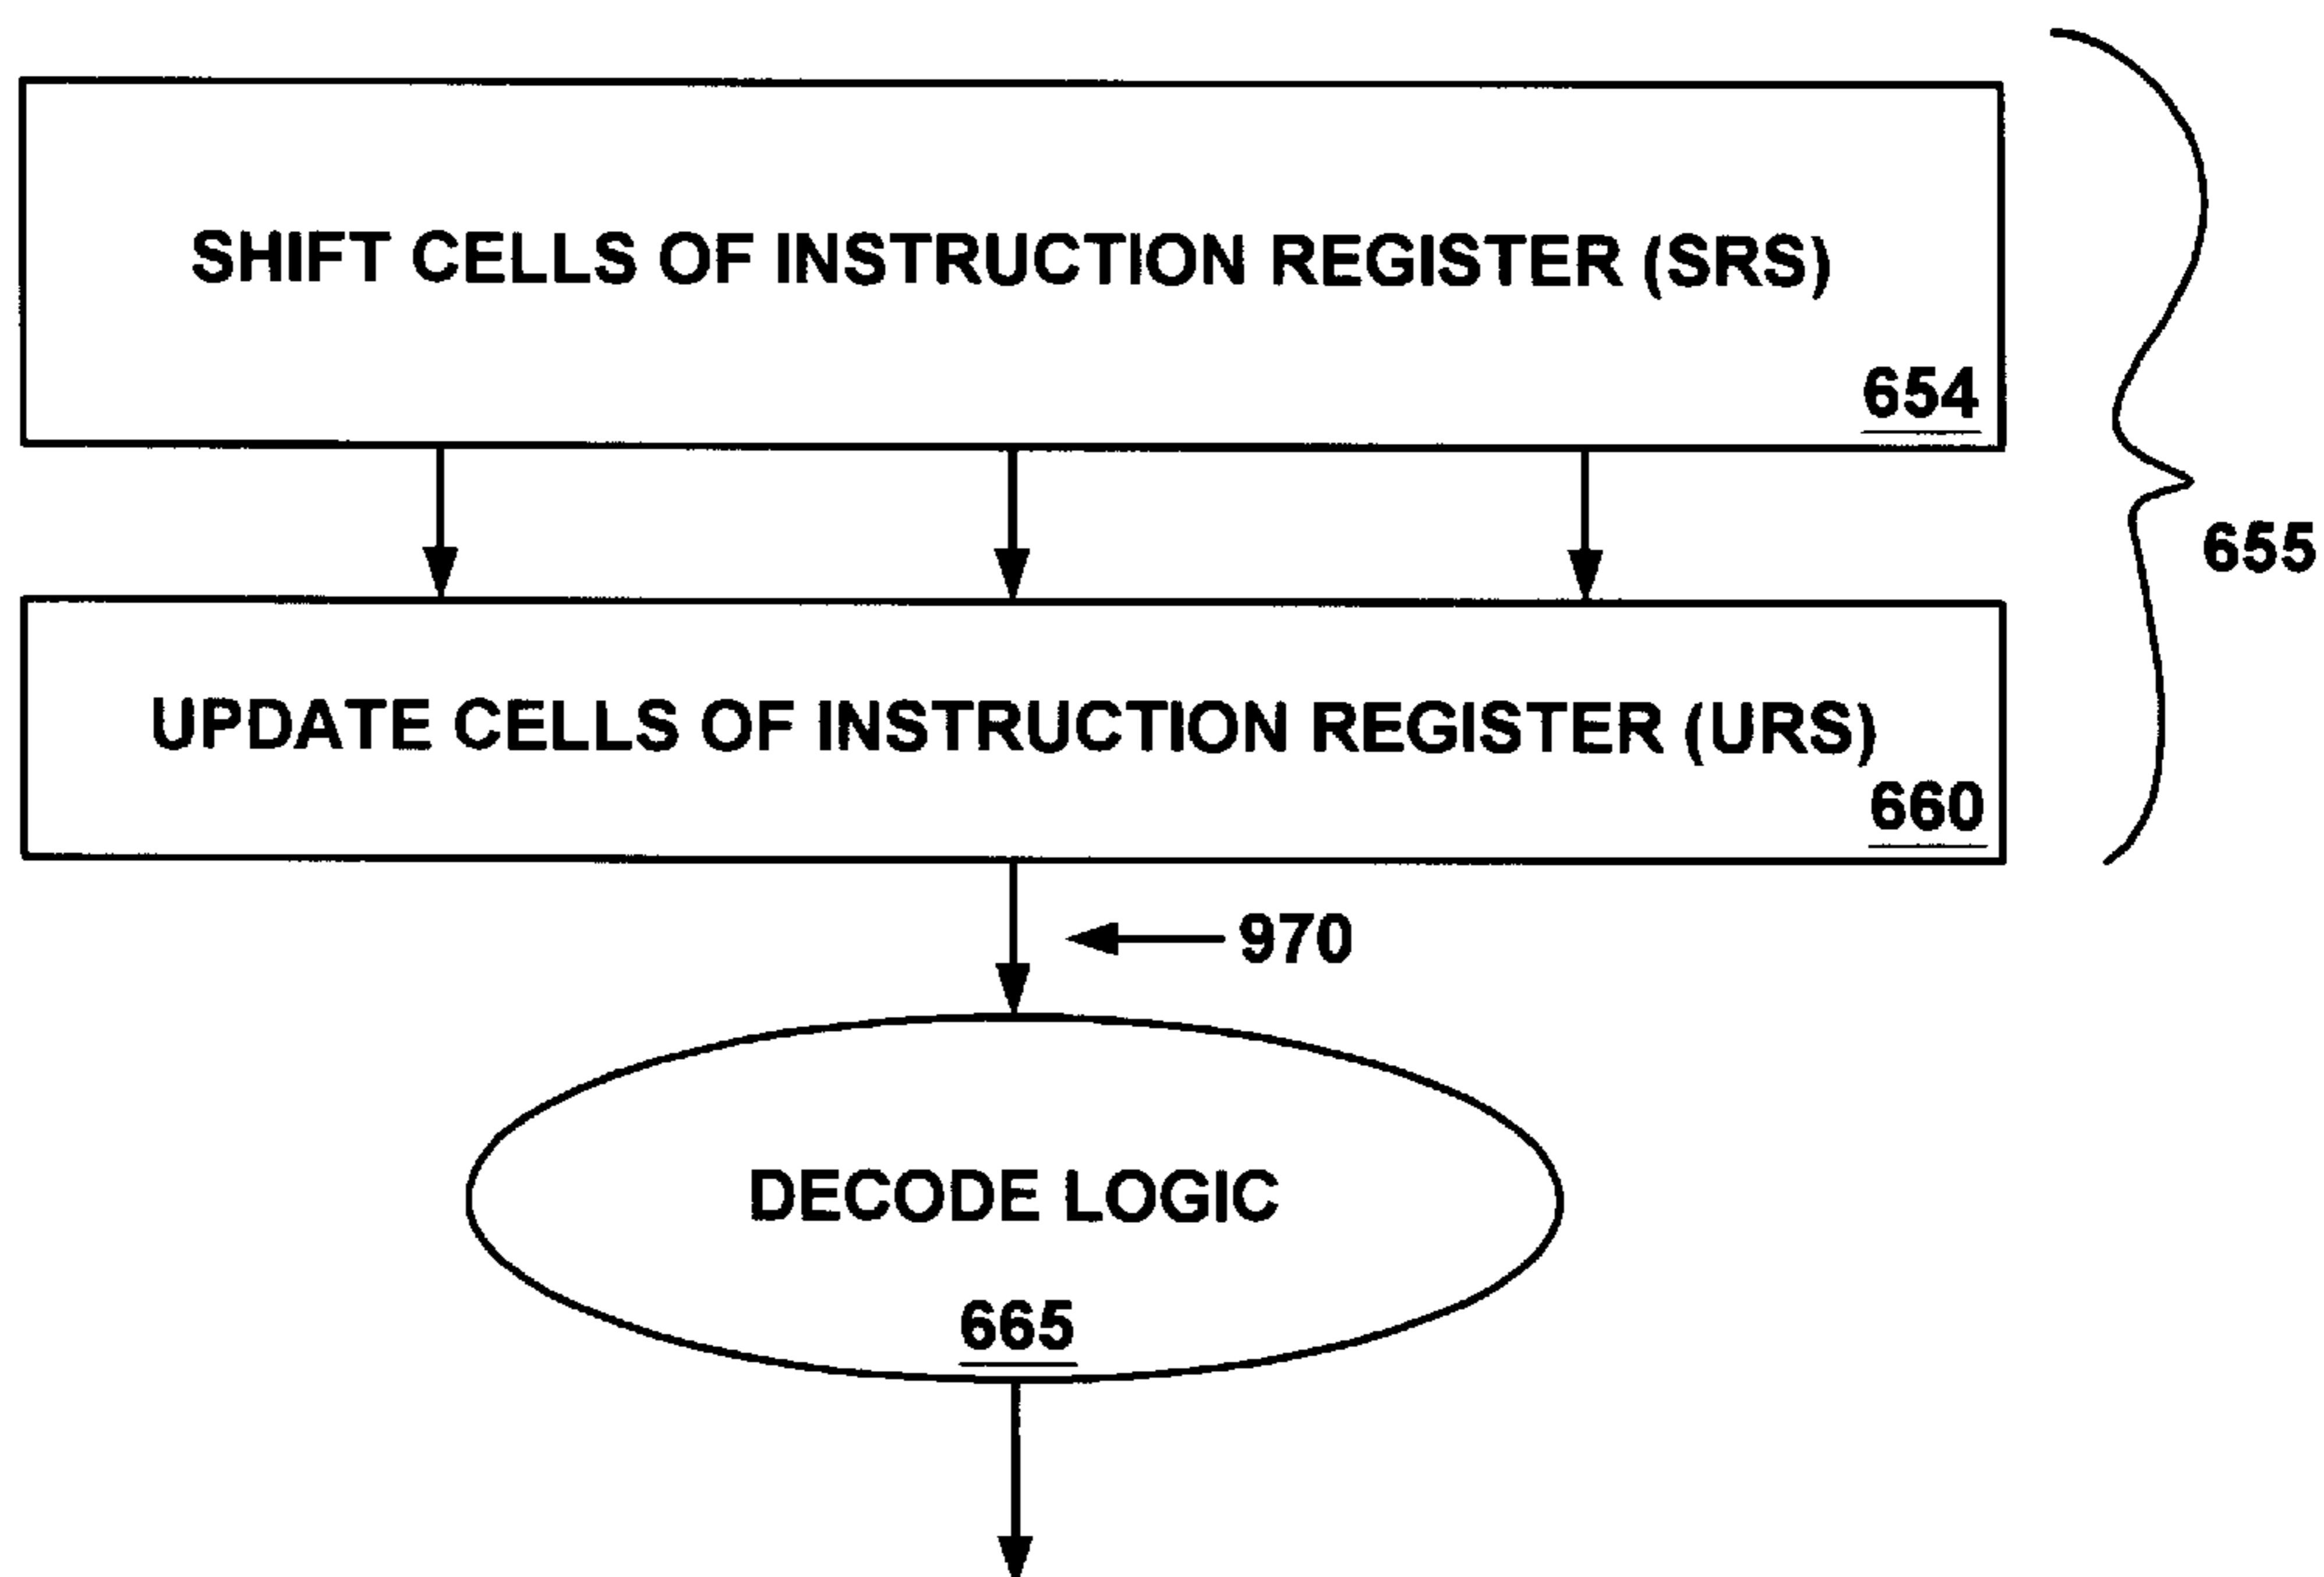 SHIFT CELLS OF INSTRUCTION REGISTER (SRS)
654
655
UPDATE CELLS OF INSTRUCTION REGISTER (URS)
660
970
DECODE LOGIC
665